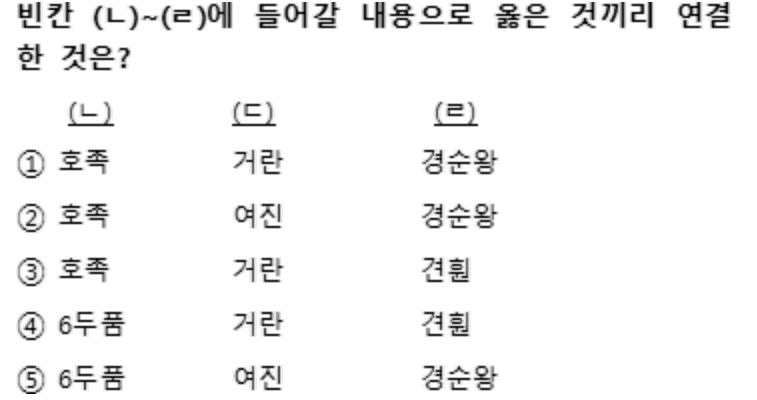 빈칸 (ㄴ)~(ㄹ)에 들어갈 내용으로 옳은 것끼리 연결
한 것은?
(ㄴ) (ㄷ) (ㄹ)
① 호족 거란 경순왕
② 호족 여진 경순왕
③ 호족 거란 견훤
④ 6두품 거란 견훤
⑤ 6두품 여진 경순왕